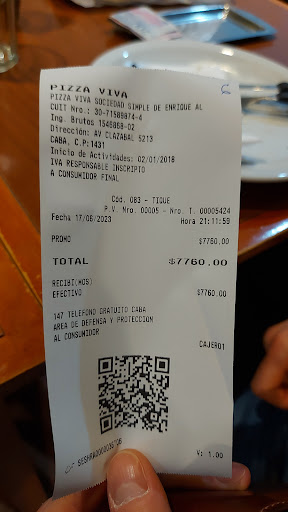 PIZZA VIVA
PIZZA VIVA SOCIEDAD SIMPLE DE ENRIQUE AL
CUIT Nro.: 30-71589874-4
Ing. Brutos 1546868-02
Dirección: AV CLAZABAL 5213
CABA, C.P:1431
Inicio de Actividades: 02/01/2018
IVA RESPONSABLE INSCRIPTO
A CONSUMIDOR FINAL
Cod. 083 - TIQUE
P.V. Nro. 00005 - Nro. T. 00005424
Fecha 17/06/2023 Hora 21:11:59
PROMO $7760.00
TOTAL $7760.00
RECIBI(MOS)
EFECTIVO $7760.00
147 TELEFONO GRATUITO CABA
AREA DE DEFENSA Y PROTECCION
AL CONSUMIDOR
CAJERO1
V: 1.00